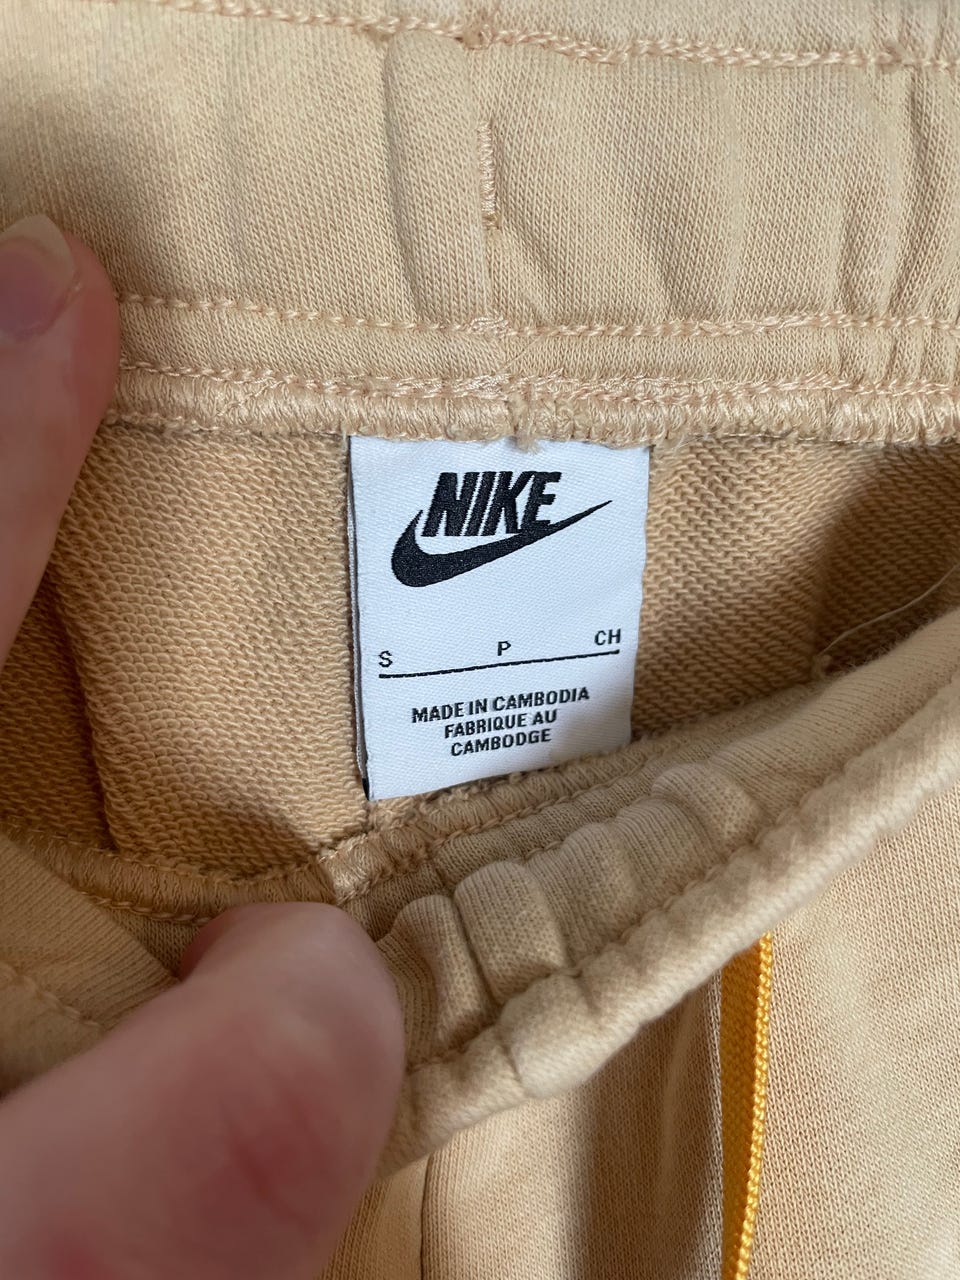 NIKE
S P CH
MADE IN CAMBODIA
FABRIQUE AU
CAMBODGE